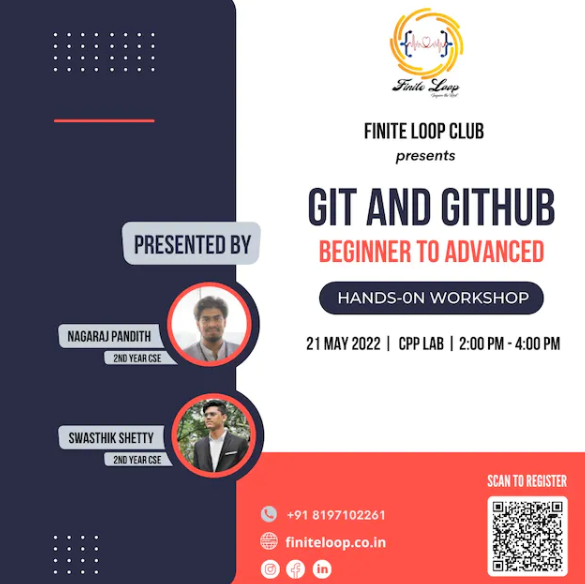 Finite Loop
FINITE LOOP CLUB
presents
GIT AND GITHUB
BEGINNER TO ADVANCED
HANDS-0N WORKSHOP
21 MAY 2022 | CPP LAB | 2:00 PM - 4:00 PM
PRESENTED BY
NAGARAJ PANDITH
2ND YEAR CSE
SWASTHIK SHETTY
2ND YEAR CSE
SCAN TO REGISTER
+91 8197102261
finiteloop.co.in